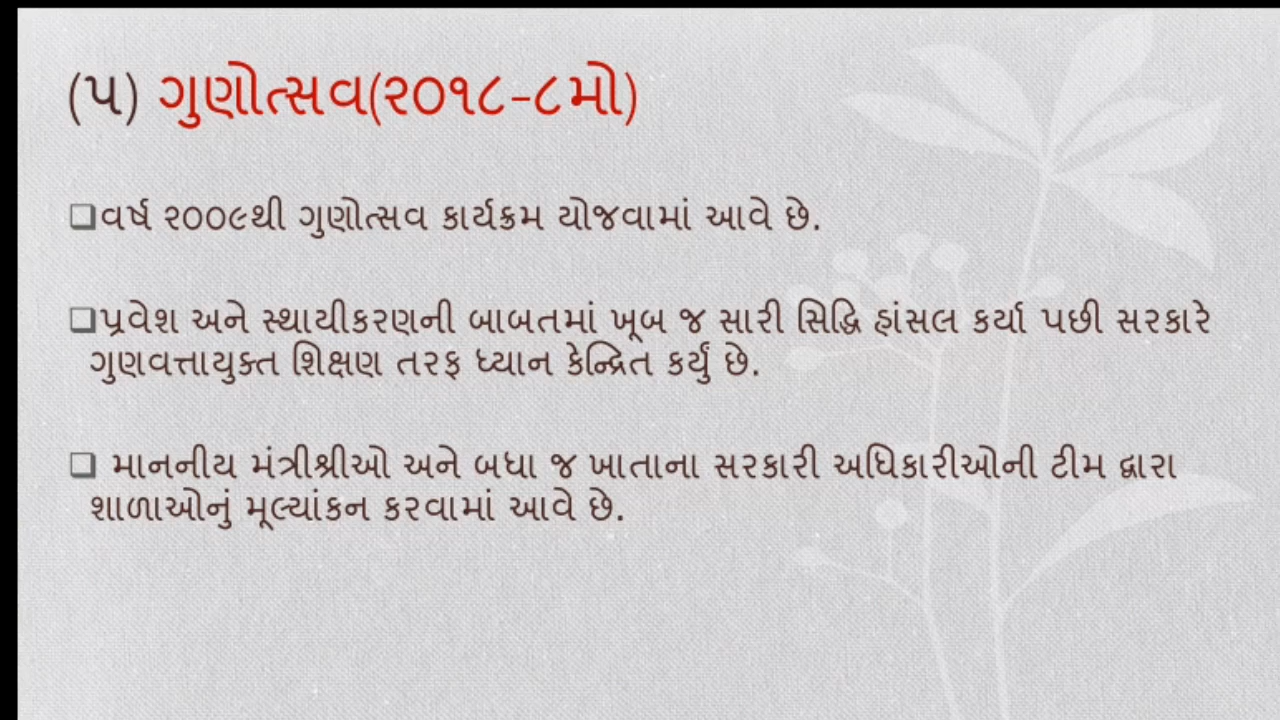 (૫) ગુણોત્સવ(૨૦૧૮-૮મો)
❑વર્ષ ૨૦૦૯થી ગુણોત્સવ કાર્યક્રમ યોજવામાં આવે છે.
❑પ્રવેશ અને સ્થાયીકરણની બાબતમાં ખૂબ જ સારી સિદ્ધિ હાંસલ કર્યા પછી સરકારે
ગુણવત્તાયુક્ત શિક્ષણ તરફ ધ્યાન કેન્દ્રિત કર્યું છે.
❑ માનનીય મંત્રીશ્રીઓ અને બધા જ ખાતાના સરકારી અધિકારીઓની ટીમ દ્વારા
શાળાઓનું મૂલ્યાંકન કરવામાં આવે છે.